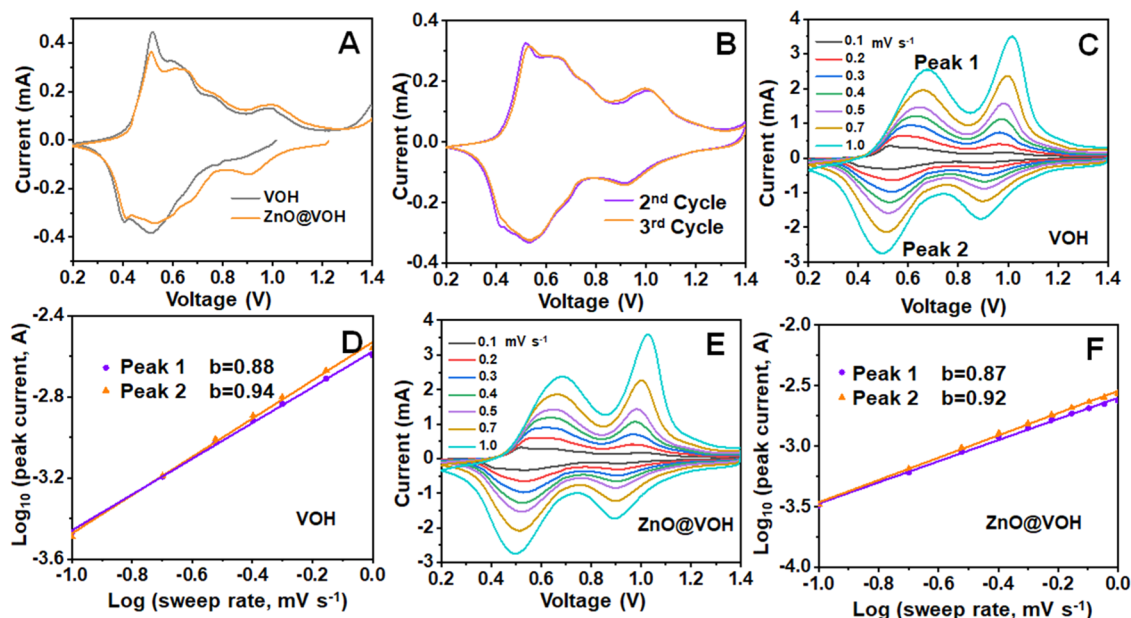 A
Current (mA)
0.4
0.2
0.0
-0.2
-0.4
VOH
ZnO@VOH
0.2 0.4 0.6 0.8 1.0 1.2 1.4
Voltage (V)
B
Current (mA)
0.4
0.2
0.0
-0.2
-0.4
2nd Cycle
3rd Cycle
0.2 0.4 0.6 0.8 1.0 1.2 1.4
Voltage (V)
C
Current (mA)
4
3
2
1
0
-1
-2
-3
0.1 mV s-1
0.2
0.3
0.4
0.5
0.7
1.0
Peak 1
Peak 2
VOH
0.2 0.4 0.6 0.8 1.0 1.2 1.4
Voltage (V)
D
Log10 (peak current, A)
-2.4
-2.8
-3.2
-3.6
Peak 1 b=0.88
Peak 2 b=0.94
VOH
-1.0 -0.8 -0.6 -0.4 -0.2 0.0
Log (sweep rate, mV s-1)
E
Current (mA)
4
3
2
1
0
-1
-2
-3
0.1 mV s-1
0.2
0.3
0.4
0.5
0.7
1.0
ZnO@VOH
0.2 0.4 0.6 0.8 1.0 1.2 1.4
Voltage (V)
F
Log10 (peak current, A)
-2.0
-2.5
-3.0
-3.5
-4.0
Peak 1 b=0.87
Peak 2 b=0.92
ZnO@VOH
-1.0 -0.8 -0.6 -0.4 -0.2 0.0
Log (sweep rate, mV s-1)